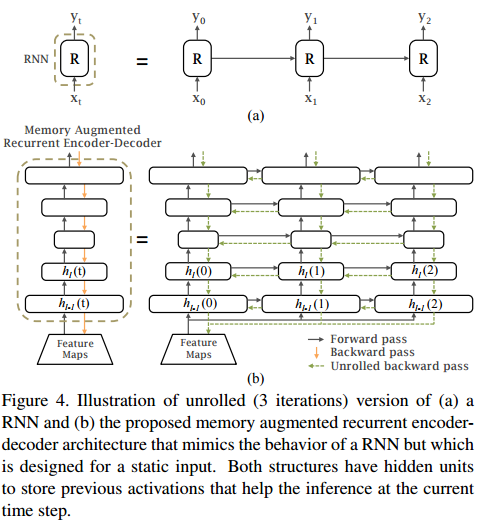 y_t y_0 y_1 y_2
RNN R = R R R
x_t x_0 x_1 x_2
(a)
Memory Augmented
Recurrent Encoder-Decoder
=
h_l(t) h_l(0) h_l(1) h_l(2)
h_{l-1}(t) h_{l-1}(0) h_{l-1}(1) h_{l-1}(2)
Feature
Maps
Feature
Maps
Forward pass
Backward pass
Unrolled backward pass
(b)
Figure 4. Illustration of unrolled (3 iterations) version of (a) a
RNN and (b) the proposed memory augmented recurrent encoder-
decoder architecture that mimics the behavior of a RNN but which
is designed for a static input. Both structures have hidden units
to store previous activations that help the inference at the current
time step.